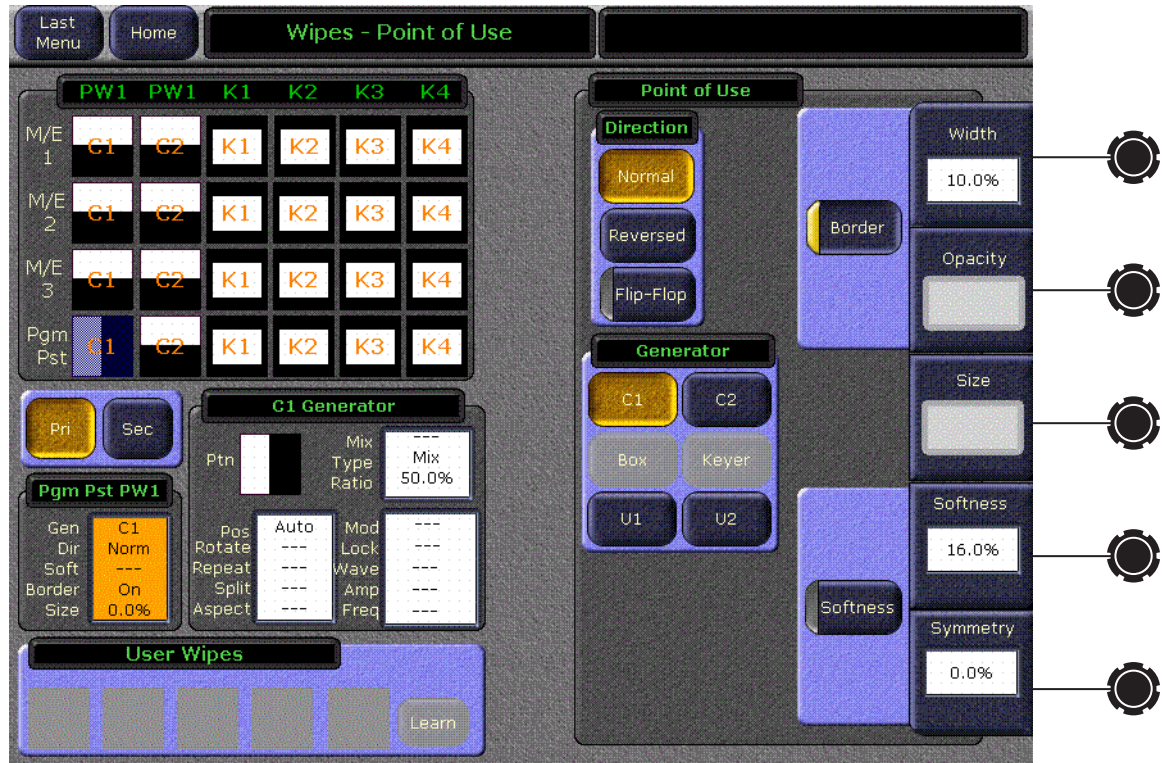 Last Menu
Home
Wipes - Point of Use
PW1 PW1 K1 K2 K3 K4
M/E 1 C1 C2 K1 K2 K3 K4
M/E 2 C1 C2 K1 K2 K3 K4
M/E 3 C1 C2 K1 K2 K3 K4
Pgm Pst C1 C2 K1 K2 K3 K4
Pri
Sec
Pgm Pst PW1
Gen C1
Dir Norm
Soft ---
Border On
Size 0.0%
C1 Generator
Ptn
Mix ---
Type Mix
Ratio 50.0%
Pos Auto
Rotate ---
Repeat ---
Split ---
Aspect ---
Mod ---
Lock ---
Wave ---
Amp ---
Freq ---
User Wipes
Learn
Point of Use
Direction
Normal
Reversed
Flip-Flop
Generator
C1
C2
Box
Keyer
U1
U2
Border
Softness
Width
10.0%
Opacity
Size
Softness
16.0%
Symmetry
0.0%